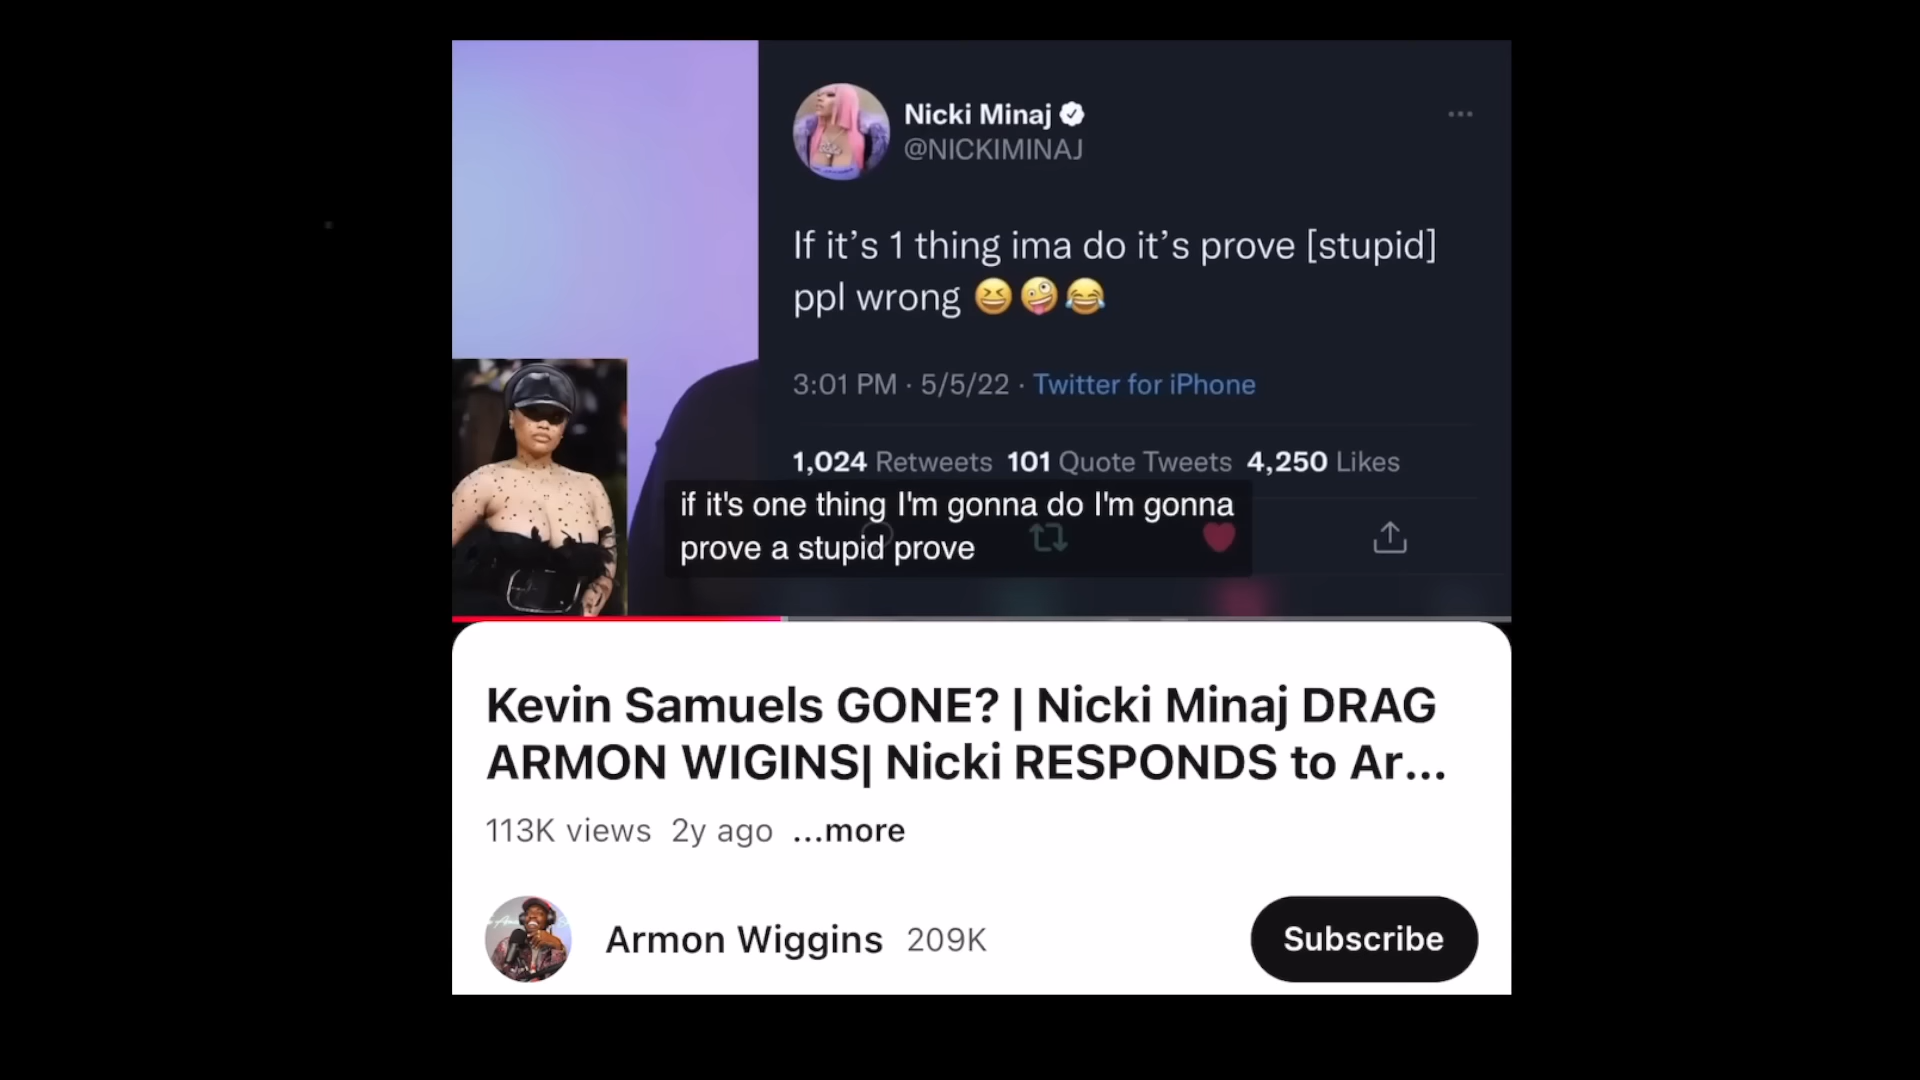 Nicki Minaj
@NICKIMINAJ
If it’s 1 thing ima do it’s prove [stupid]
ppl wrong 😆🤪😂
3:01 PM · 5/5/22 · Twitter for iPhone
1,024 Retweets 101 Quote Tweets 4,250 Likes
if it's one thing I'm gonna do I'm gonna
prove a stupid prove
Kevin Samuels GONE? | Nicki Minaj DRAG
ARMON WIGINS| Nicki RESPONDS to Ar...
113K views 2y ago ...more
Armon Wiggins 209K
Subscribe